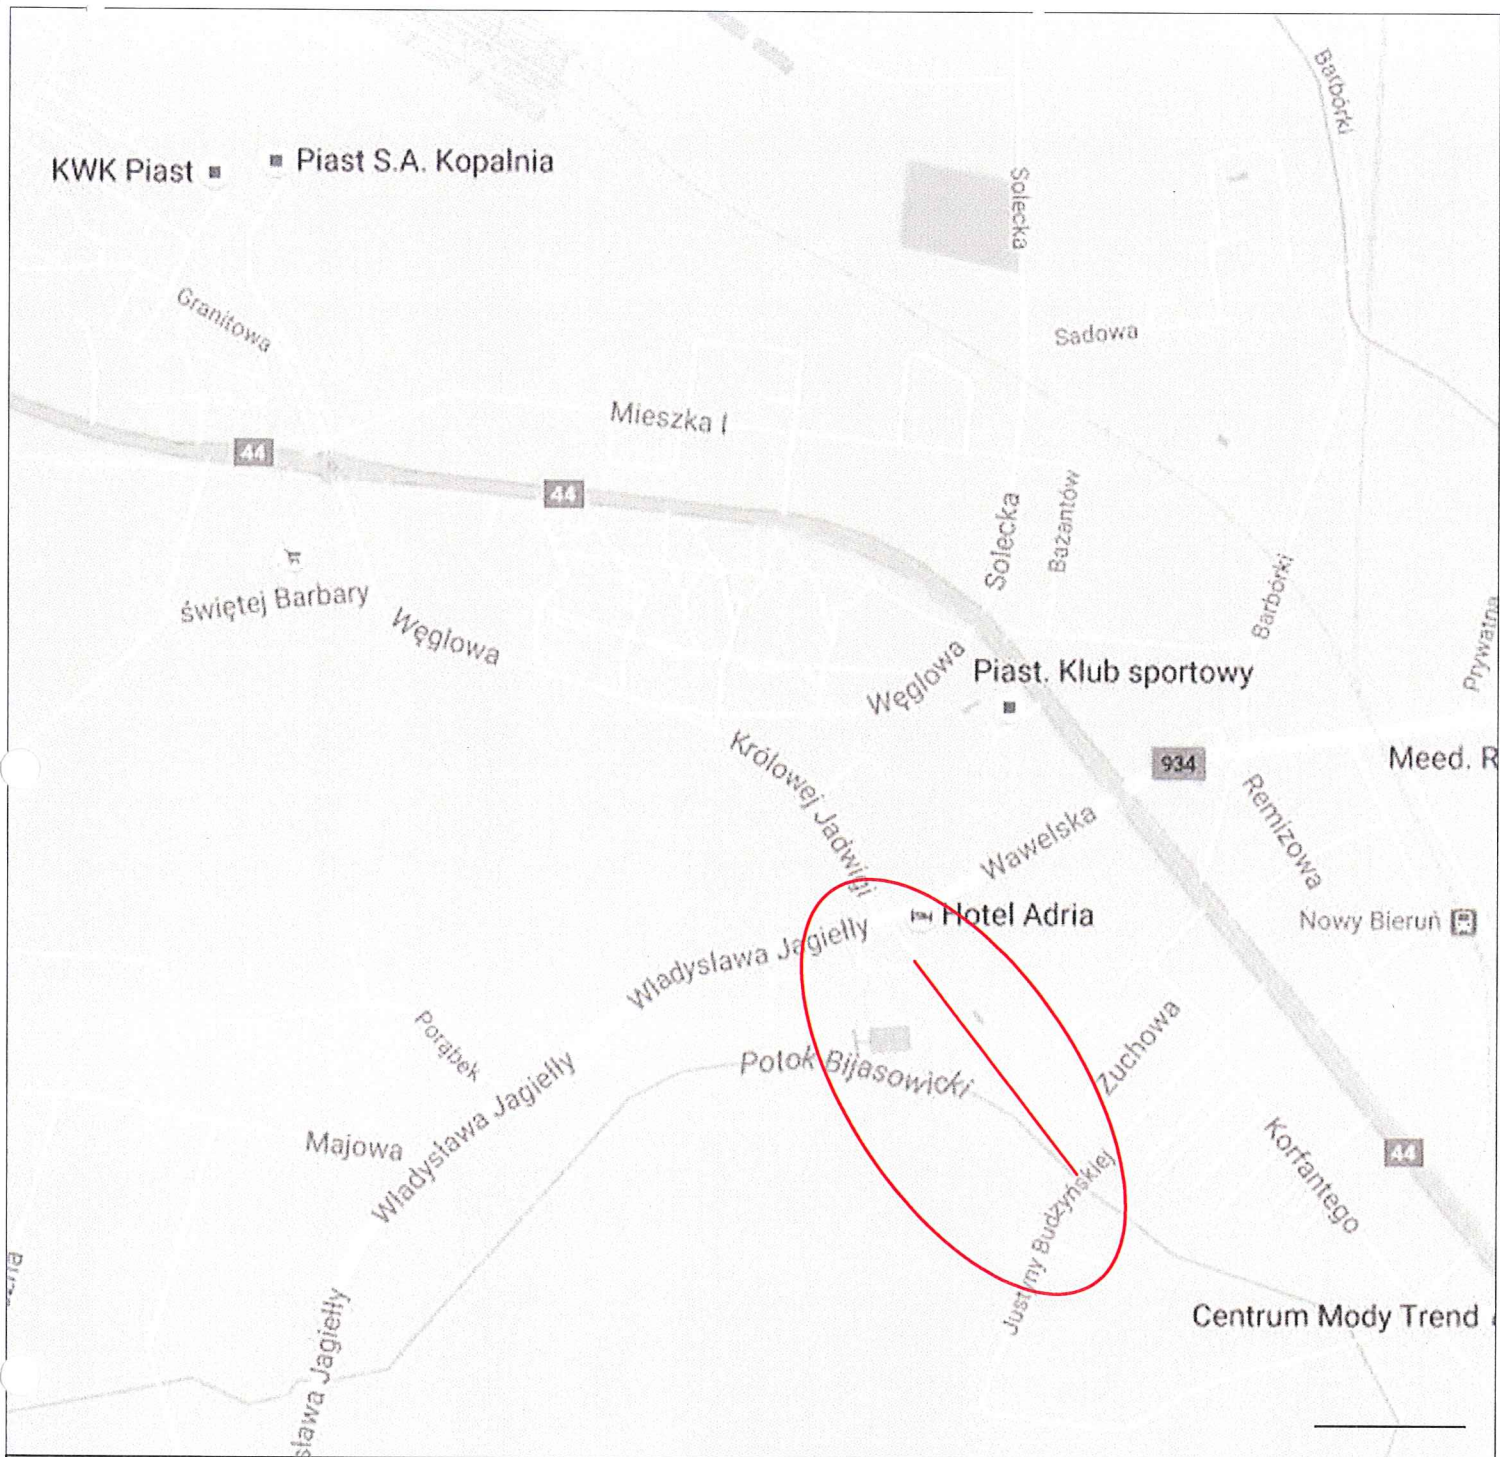 Barbórki
KWK Piast
Piast S.A. Kopalnia
Solecka
Granitowa
Sadowa
Mieszka I
44
44
Solecka
Bażantów
Barbórki
świętej Barbary
Węglowa
Węglowa
Piast. Klub sportowy
Prywatna
Królowej Jadwigi
934
Meed. R
Remizowa
Wawelska
Hotel Adria
Nowy Bieruń
Władysława Jagiełły
Porąbek
Potok Bijasowicki
Żuchowa
Władysława Jagiełły
Majowa
Korfantego
44
Justyny Budzyńskiej
Centrum Mody Trend
sława Jagiełły